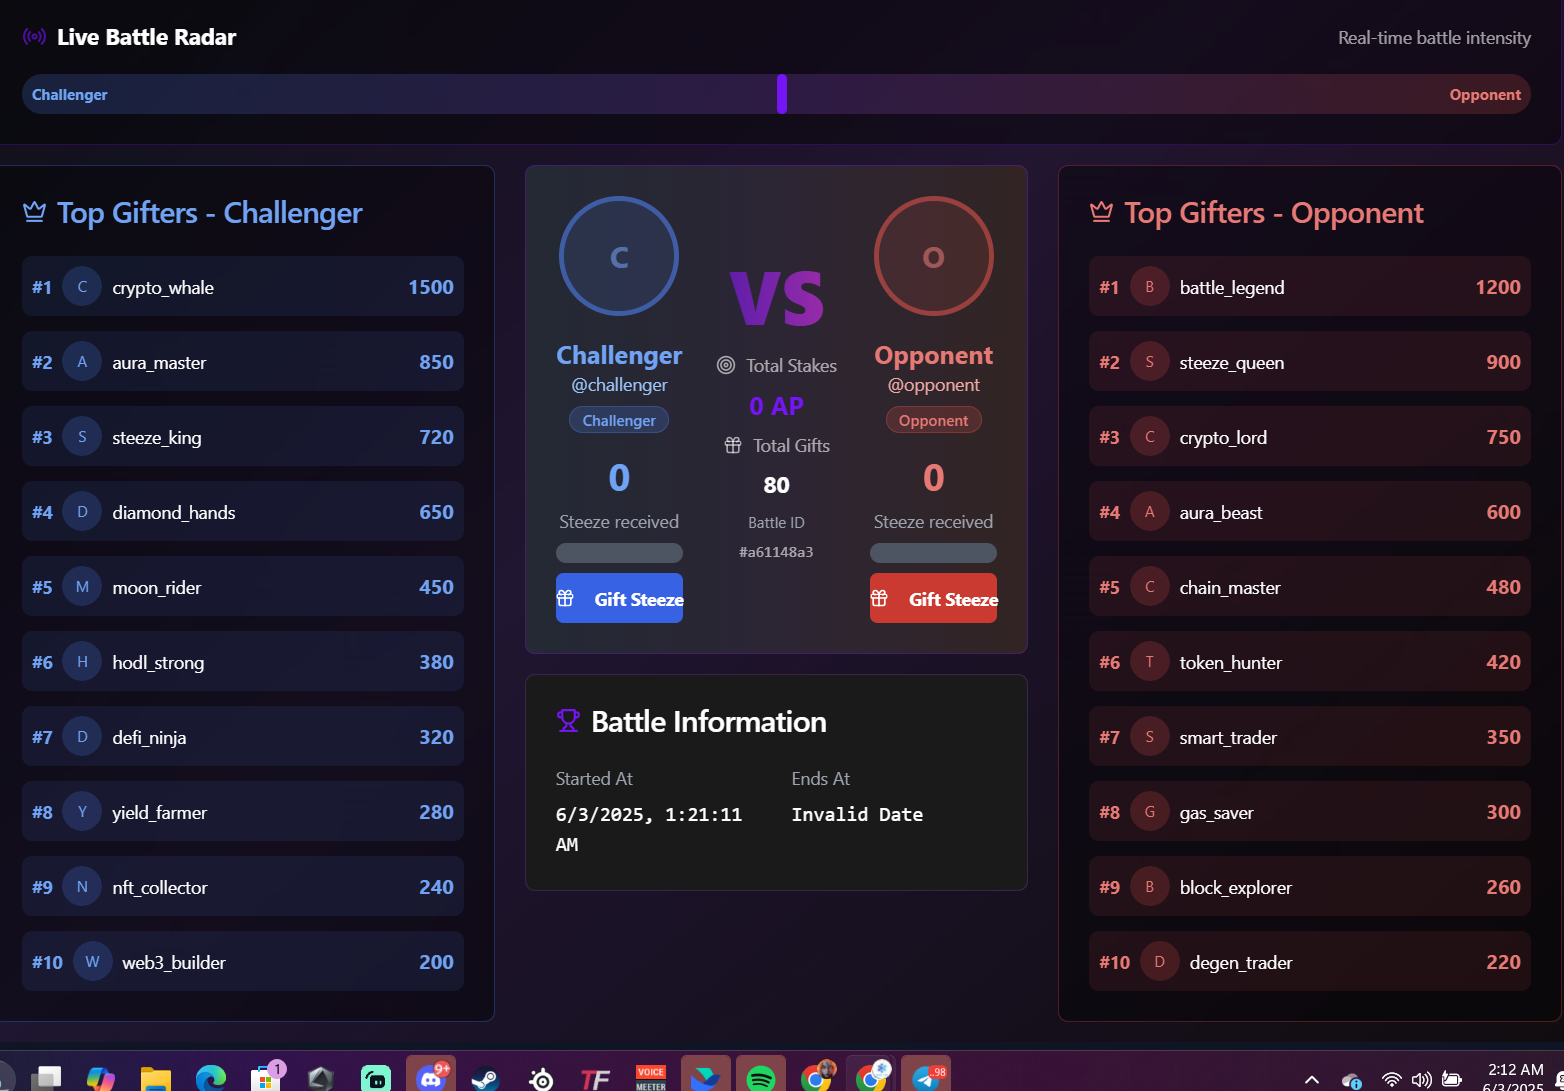 Live Battle Radar
Real-time battle intensity
Challenger
Opponent
Top Gifters - Challenger
#1 C crypto_whale 1500
#2 A aura_master 850
#3 S steeze_king 720
#4 D diamond_hands 650
#5 M moon_rider 450
#6 H hodl_strong 380
#7 D defi_ninja 320
#8 Y yield_farmer 280
#9 N nft_collector 240
#10 W web3_builder 200
C
Challenger
@challenger
Challenger
0
Steeze received
Gift Steeze
VS
Total Stakes
0 AP
Total Gifts
80
Battle ID
#a61148a3
O
Opponent
@opponent
Opponent
0
Steeze received
Gift Steeze
Battle Information
Started At
6/3/2025, 1:21:11
AM
Ends At
Invalid Date
Top Gifters - Opponent
#1 B battle_legend 1200
#2 S steeze_queen 900
#3 C crypto_lord 750
#4 A aura_beast 600
#5 C chain_master 480
#6 T token_hunter 420
#7 S smart_trader 350
#8 G gas_saver 300
#9 B block_explorer 260
#10 D degen_trader 220
1
9+
TF
VOICE
MEETER
.98
2:12 AM
6/3/2025